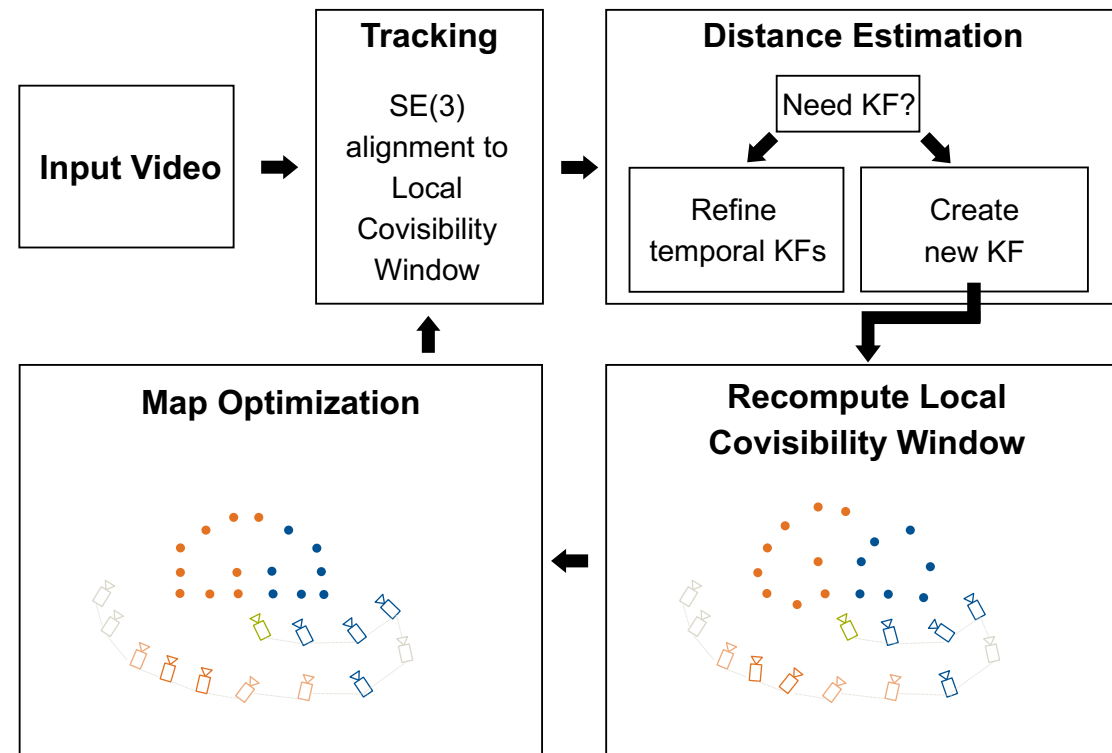 Input Video
Tracking
SE(3)
alignment to
Local
Covisibility
Window
Distance Estimation
Need KF?
Refine
temporal KFs
Create
new KF
Recompute Local
Covisibility Window
Map Optimization